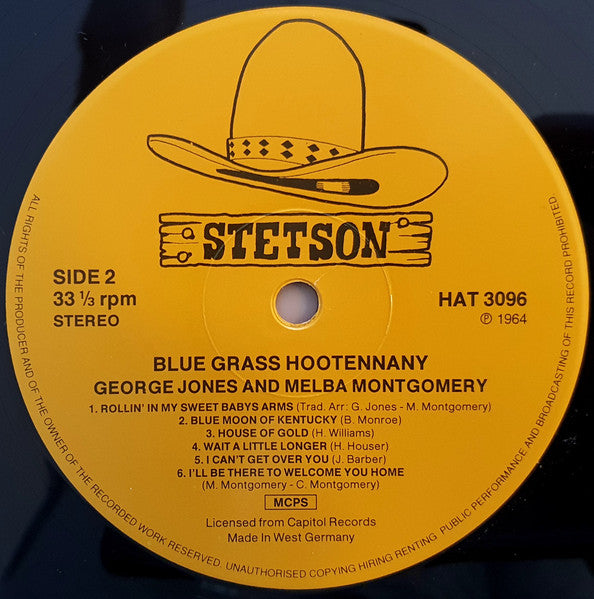 STETSON
SIDE 2
33 ⅓ rpm
STEREO
HAT 3096
℗ 1964
BLUE GRASS HOOTENNANY
GEORGE JONES AND MELBA MONTGOMERY
1. ROLLIN' IN MY SWEET BABYS ARMS (Trad. Arr: G. Jones - M. Montgomery)
2. BLUE MOON OF KENTUCKY (B. Monroe)
3. HOUSE OF GOLD (H. Williams)
4. WAIT A LITTLE LONGER (H. Houser)
5. I CAN'T GET OVER YOU (J. Barber)
6. I'LL BE THERE TO WELCOME YOU HOME
(M. Montgomery - C. Montgomery)
MCPS
Licensed from Capitol Records
Made In West Germany
ALL RIGHTS OF THE PRODUCER AND OF THE OWNER OF THE RECORDED WORK RESERVED. UNAUTHORISED COPYING HIRING RENTING PUBLIC PERFORMANCE AND BROADCASTING OF THIS RECORD PROHIBITED